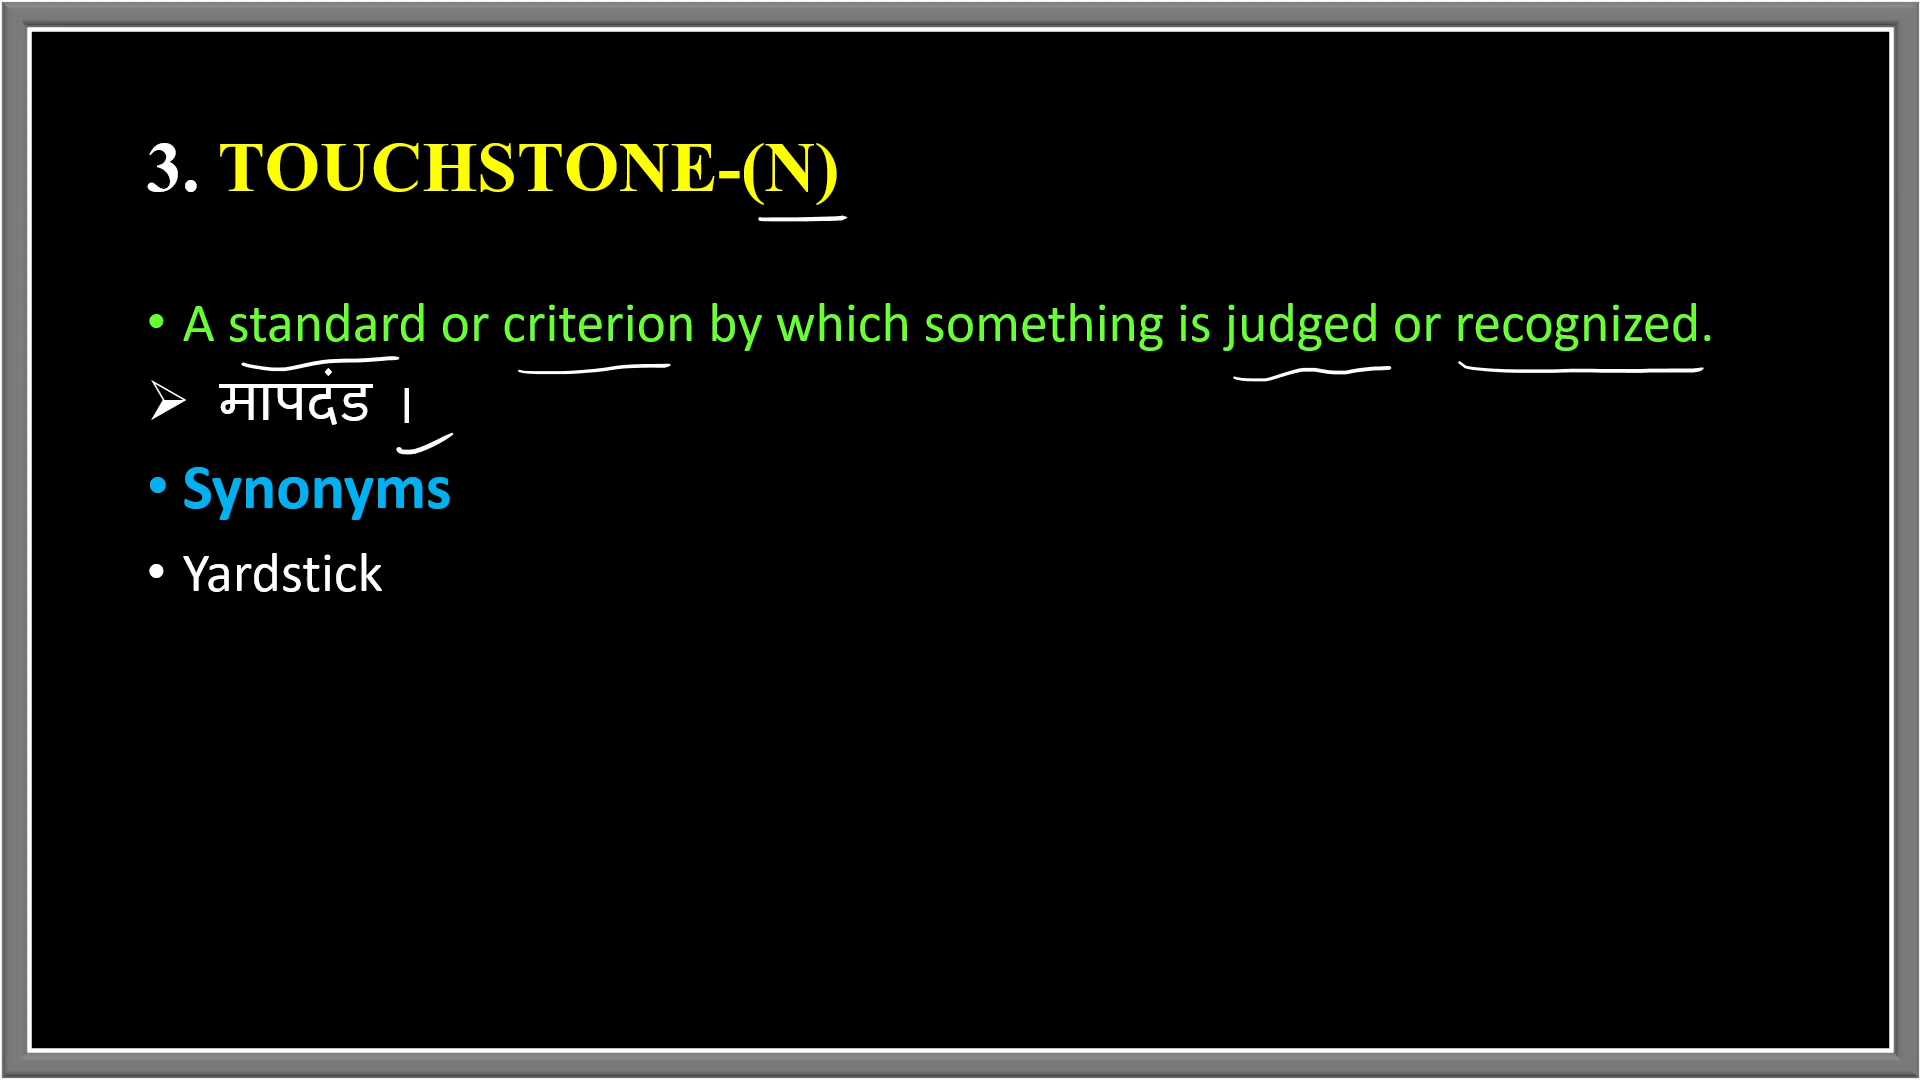 3. TOUCHSTONE-(N)
• A standard or criterion by which something is judged or recognized.
➢ मापदंड ।
• Synonyms
• Yardstick